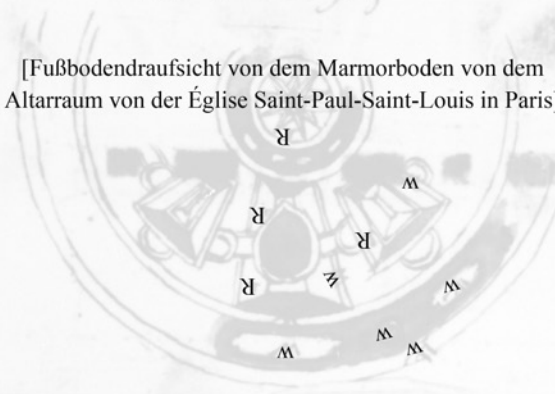 [Fußbodendraufsicht von dem Marmorboden von dem
Altarraum von der Église Saint-Paul-Saint-Louis in Paris]
R
w
R
R
w
R
w
w
w
w